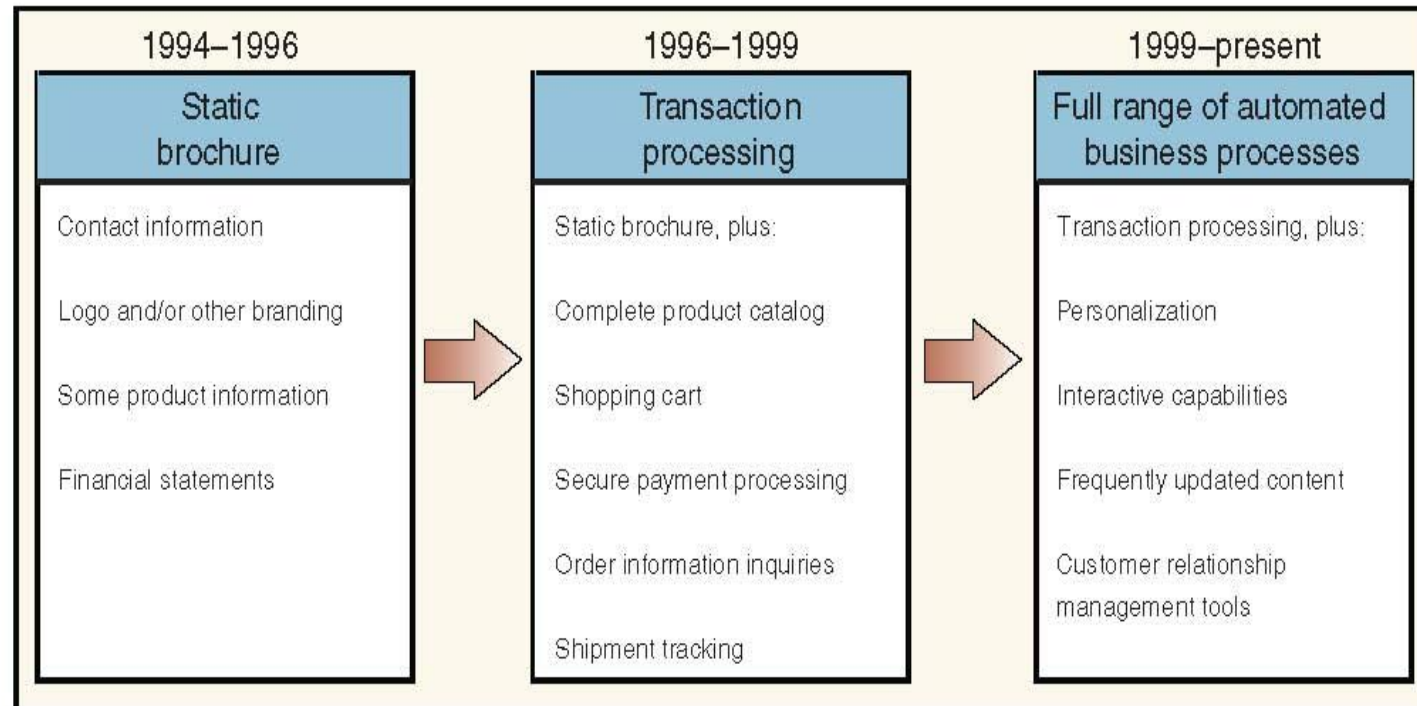 1994–1996
Static
brochure
Contact information
Logo and/or other branding
Some product information
Financial statements
1996–1999
Transaction
processing
Static brochure, plus:
Complete product catalog
Shopping cart
Secure payment processing
Order information inquiries
Shipment tracking
1999–present
Full range of automated
business processes
Transaction processing, plus:
Personalization
Interactive capabilities
Frequently updated content
Customer relationship
management tools